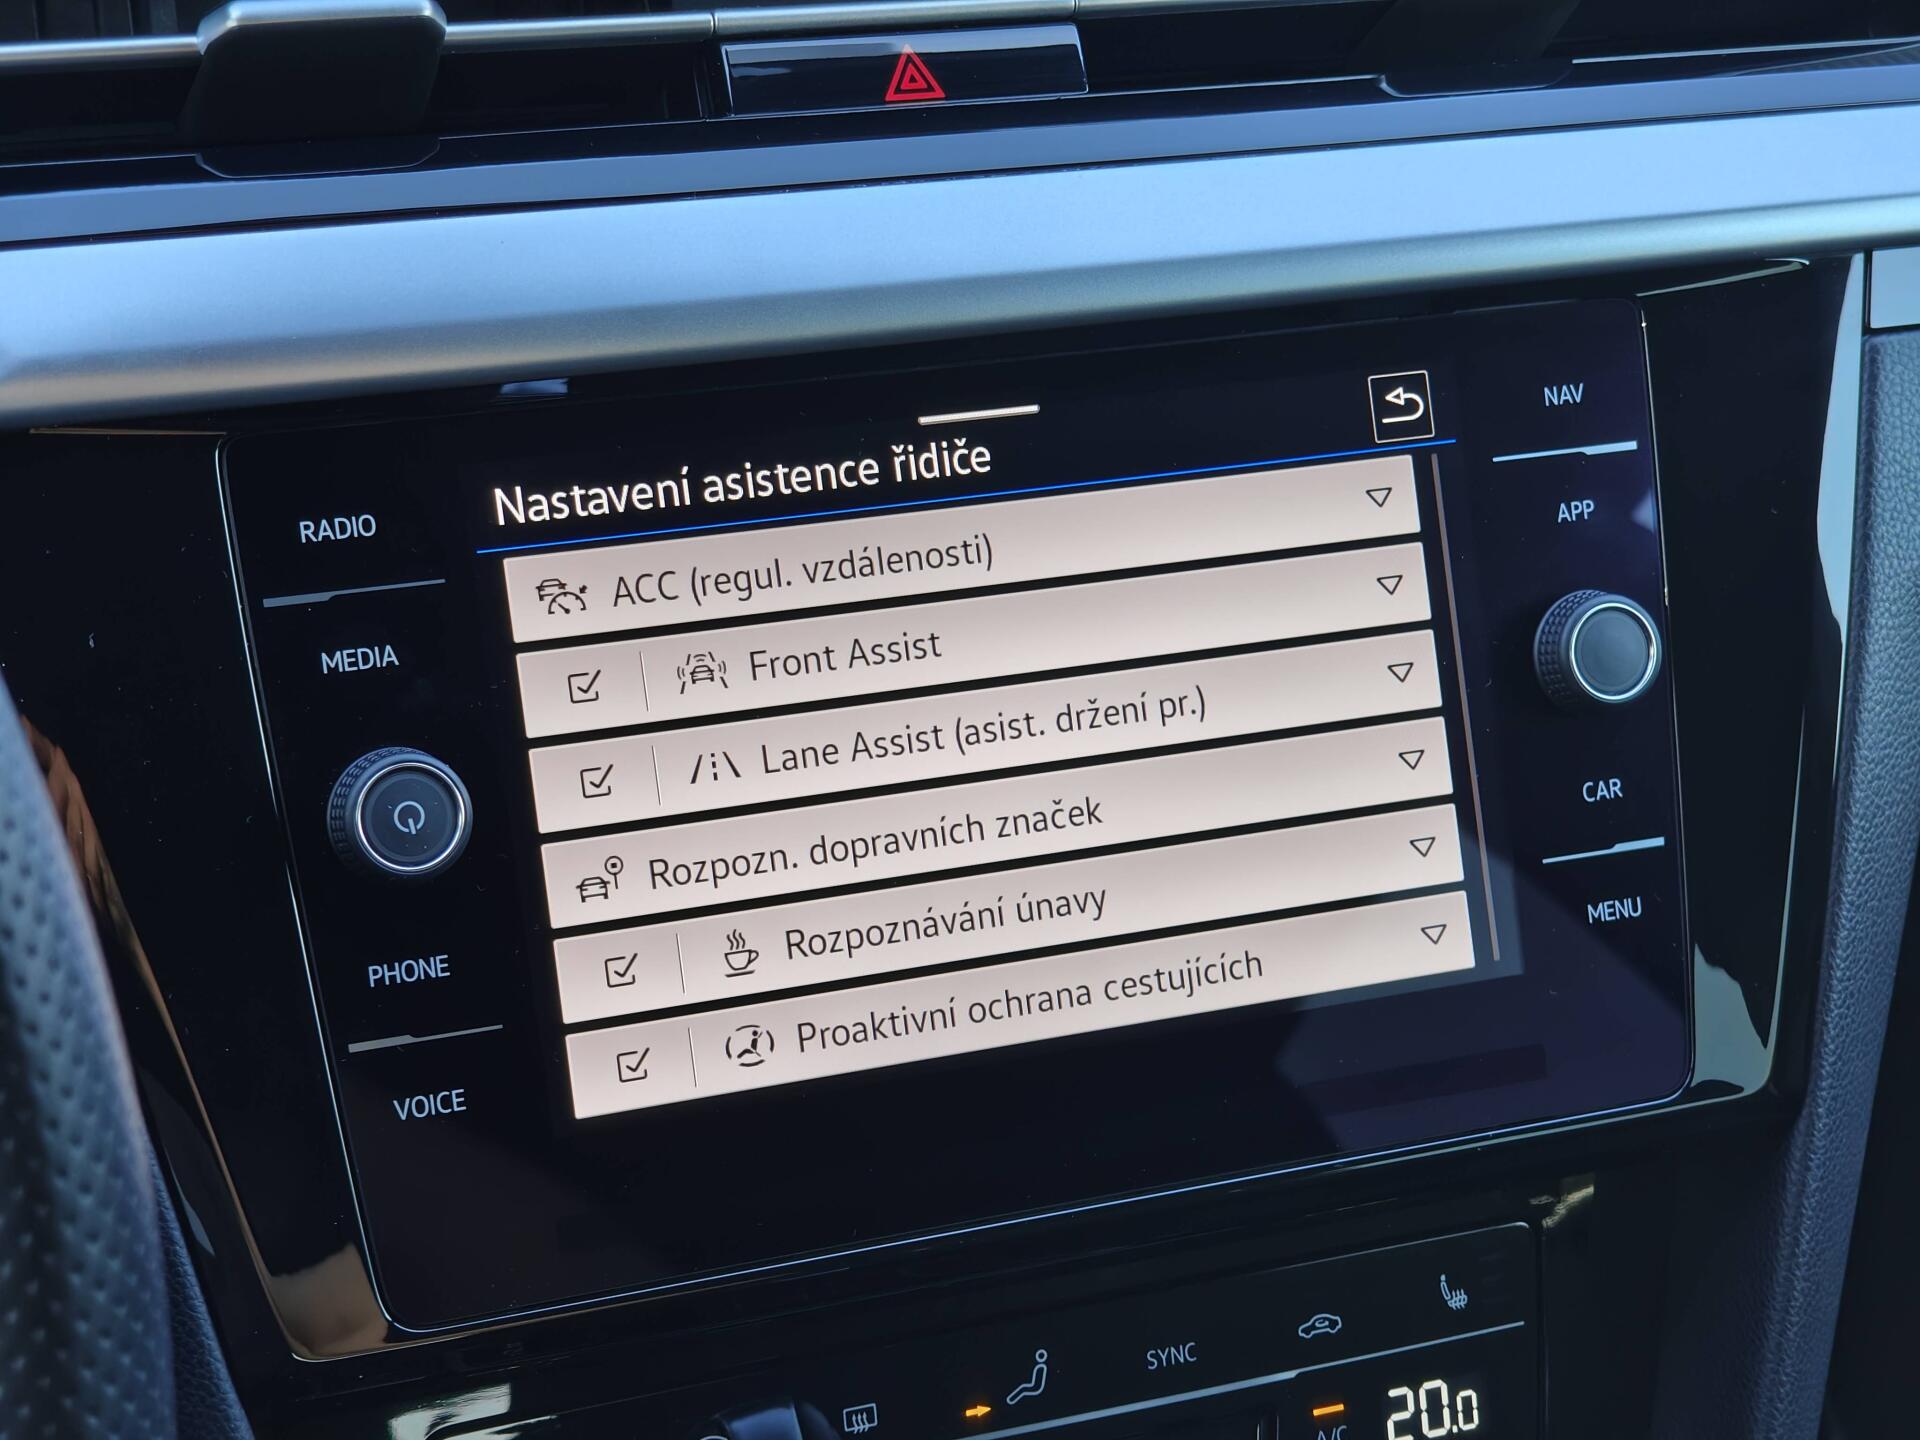 RADIO
MEDIA
PHONE
VOICE
Nastavení asistence řidiče
ACC (regul. vzdálenosti)
Front Assist
Lane Assist (asist. držení pr.)
Rozpozn. dopravních značek
Rozpoznávání únavy
Proaktivní ochrana cestujících
NAV
APP
CAR
MENU
SYNC
A/C
20.0